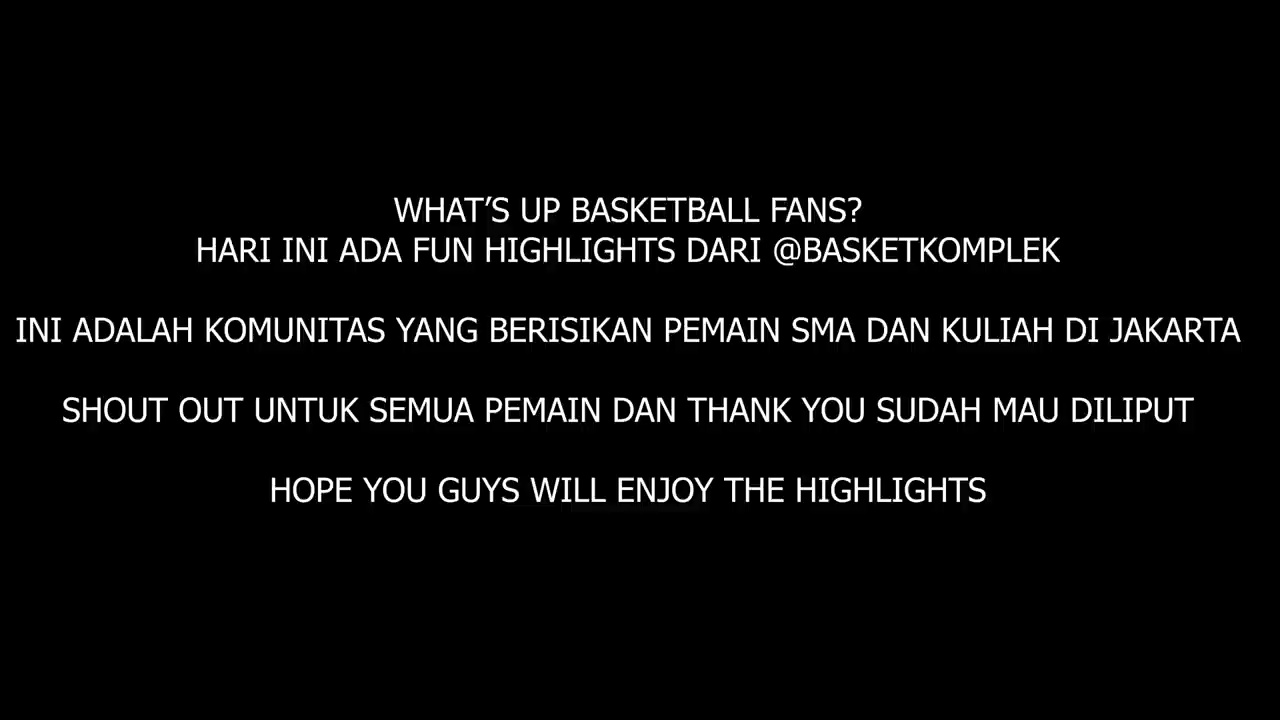 WHAT’S UP BASKETBALL FANS?
HARI INI ADA FUN HIGHLIGHTS DARI @BASKETKOMPLEK
INI ADALAH KOMUNITAS YANG BERISIKAN PEMAIN SMA DAN KULIAH DI JAKARTA
SHOUT OUT UNTUK SEMUA PEMAIN DAN THANK YOU SUDAH MAU DILIPUT
HOPE YOU GUYS WILL ENJOY THE HIGHLIGHTS